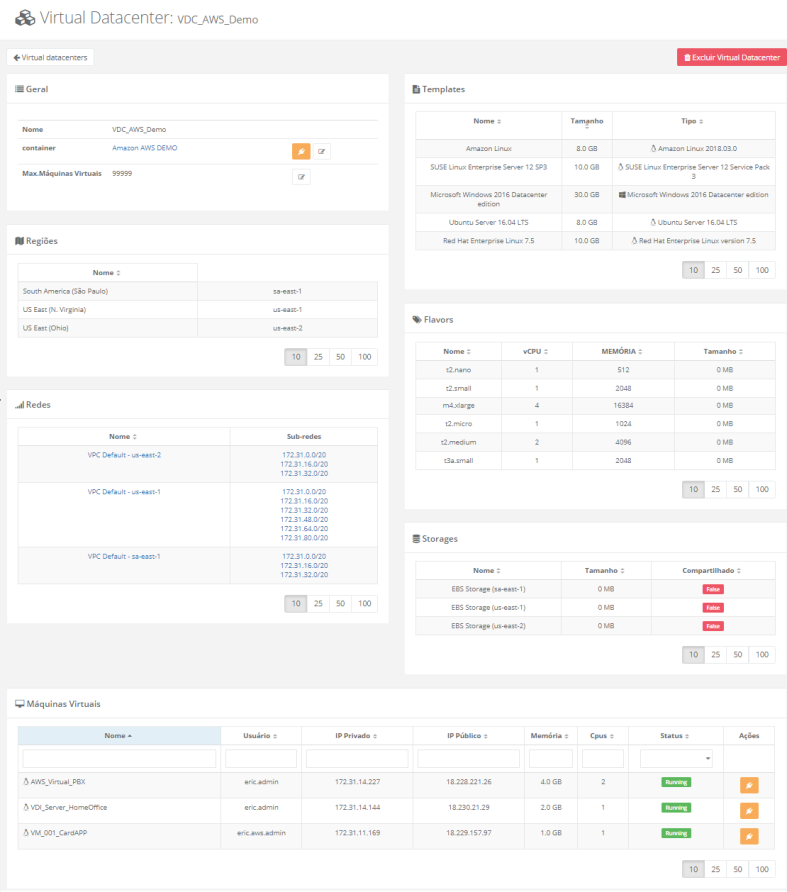 Virtual Datacenter: VDC_AWS_Demo
Virtual datacenters
Excluir Virtual Datacenter
Geral
Nome VDC_AWS_Demo
container Amazon AWS DEMO
Max.Máquinas Virtuais 99999
Regiões
Nome
South America (São Paulo) sa-east-1
US East (N. Virginia) us-east-1
US East (Ohio) us-east-2
10 25 50 100
Redes
Nome Sub-redes
VPC Default - us-east-2 172.31.0.0/20
172.31.16.0/20
172.31.32.0/20
VPC Default - us-east-1 172.31.0.0/20
172.31.16.0/20
172.31.32.0/20
172.31.48.0/20
172.31.64.0/20
172.31.80.0/20
VPC Default - sa-east-1 172.31.0.0/20
172.31.16.0/20
172.31.32.0/20
10 25 50 100
Templates
Nome Tamanho Tipo
Amazon Linux 8.0 GB Amazon Linux 2018.03.0
SUSE Linux Enterprise Server 12 SP3 10.0 GB SUSE Linux Enterprise Server 12 Service Pack
3
Microsoft Windows 2016 Datacenter 30.0 GB Microsoft Windows 2016 Datacenter edition
edition
Ubuntu Server 16.04 LTS 8.0 GB Ubuntu Server 16.04 LTS
Red Hat Enterprise Linux 7.5 10.0 GB Red Hat Enterprise Linux version 7.5
10 25 50 100
Flavors
Nome vCPU MEMÓRIA Tamanho
t2.nano 1 512 0 MB
t2.small 1 2048 0 MB
m4.xlarge 4 16384 0 MB
t2.micro 1 1024 0 MB
t2.medium 2 4096 0 MB
t3a.small 1 2048 0 MB
10 25 50 100
Storages
Nome Tamanho Compartilhado
EBS Storage (sa-east-1) 0 MB False
EBS Storage (us-east-1) 0 MB False
EBS Storage (us-east-2) 0 MB False
10 25 50 100
Máquinas Virtuais
Nome Usuário IP Privado IP Público Memória Cpus Status Ações
AWS_Virtual_PBX eric.admin 172.31.14.227 18.228.221.26 4.0 GB 2 Running
VDI_Server_HomeOffice eric.admin 172.31.14.144 18.230.21.29 2.0 GB 1 Running
VM_001_CardAPP eric.aws.admin 172.31.11.169 18.229.157.97 1.0 GB 1 Running
10 25 50 100